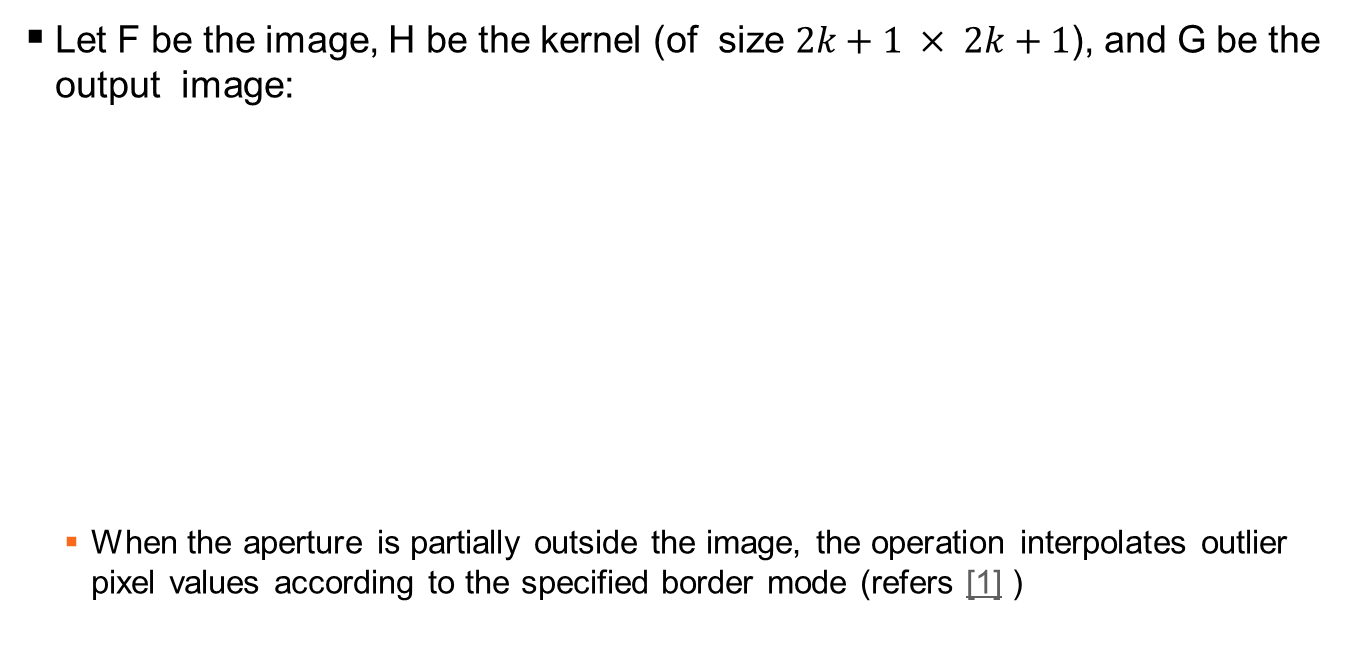 ▪ Let F be the image, H be the kernel (of size 2k + 1 × 2k + 1), and G be the
output image:
▪ When the aperture is partially outside the image, the operation interpolates outlier
pixel values according to the specified border mode (refers [1] )